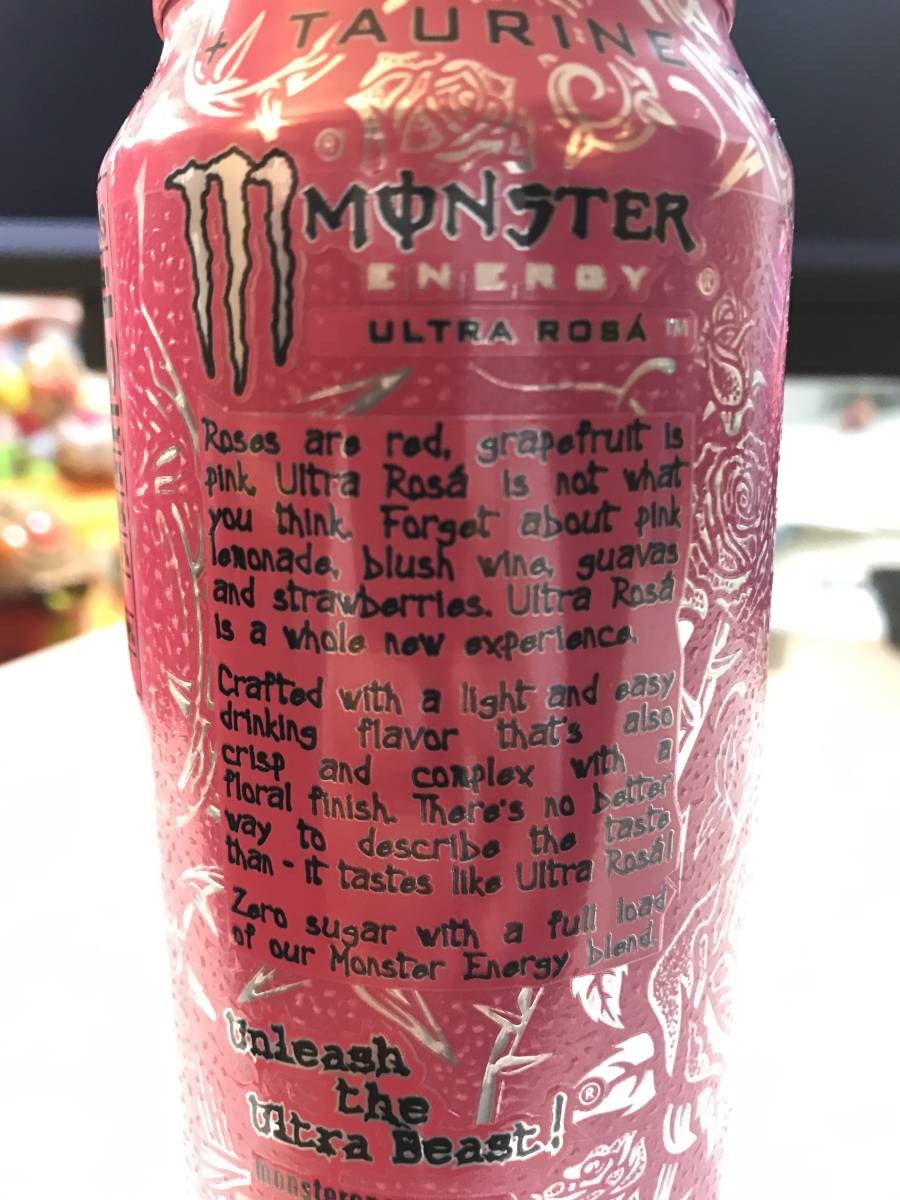 + TAURINE
®
MONSTER
ENERGY ®
ULTRA ROSÁ ™
Roses are red, grapefruit is
pink, Ultra Rosá is not what
you think. Forget about pink
lemonade, blush wine, guavas
and strawberries. Ultra Rosá
is a whole new experience.
Crafted with a light and easy
drinking flavor that's also
crisp and complex with a
floral finish. There's no better
way to describe the taste
than - it tastes like Ultra Rosá!
Zero sugar with a full load
of our Monster Energy blend.
Unleash
the
Ultra Beast! ®